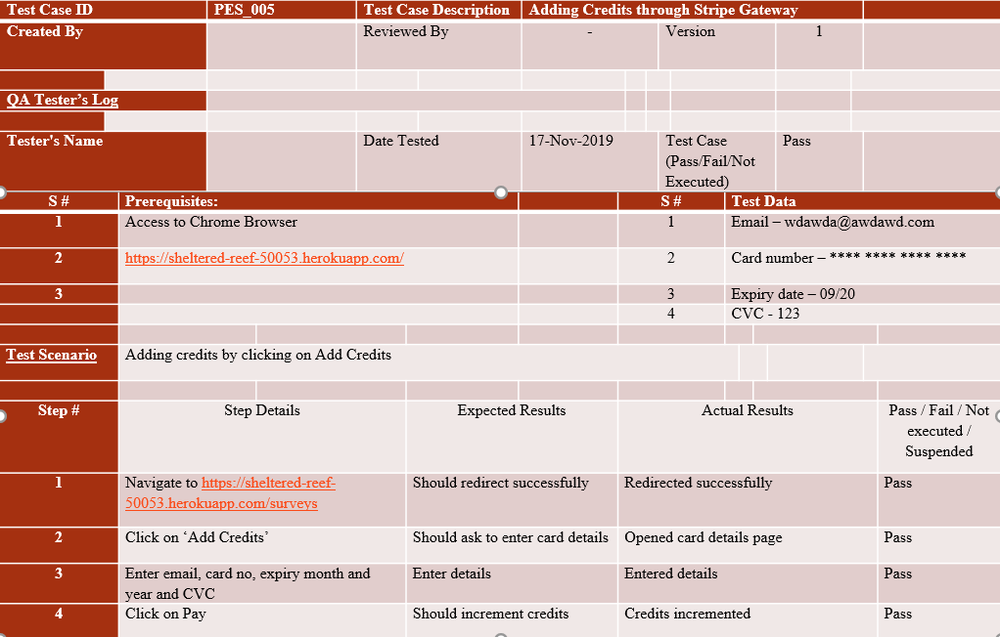 Test Case ID PES_005 Test Case Description Adding Credits through Stripe Gateway
Created By Reviewed By - Version 1
QA Tester’s Log
Tester's Name Date Tested 17-Nov-2019 Test Case Pass
(Pass/Fail/Not
Executed)
S # Prerequisites: S # Test Data
1 Access to Chrome Browser 1 Email – wdawda@awdawd.com
2 https://sheltered-reef-50053.herokuapp.com/ 2 Card number – **** **** **** ****
3 3 Expiry date – 09/20
4 CVC - 123
Test Scenario Adding credits by clicking on Add Credits
Step # Step Details Expected Results Actual Results Pass / Fail / Not
executed /
Suspended
1 Navigate to https://sheltered-reef- Should redirect successfully Redirected successfully Pass
50053.herokuapp.com/surveys
2 Click on ‘Add Credits’ Should ask to enter card details Opened card details page Pass
3 Enter email, card no, expiry month and Enter details Entered details Pass
year and CVC
4 Click on Pay Should increment credits Credits incremented Pass